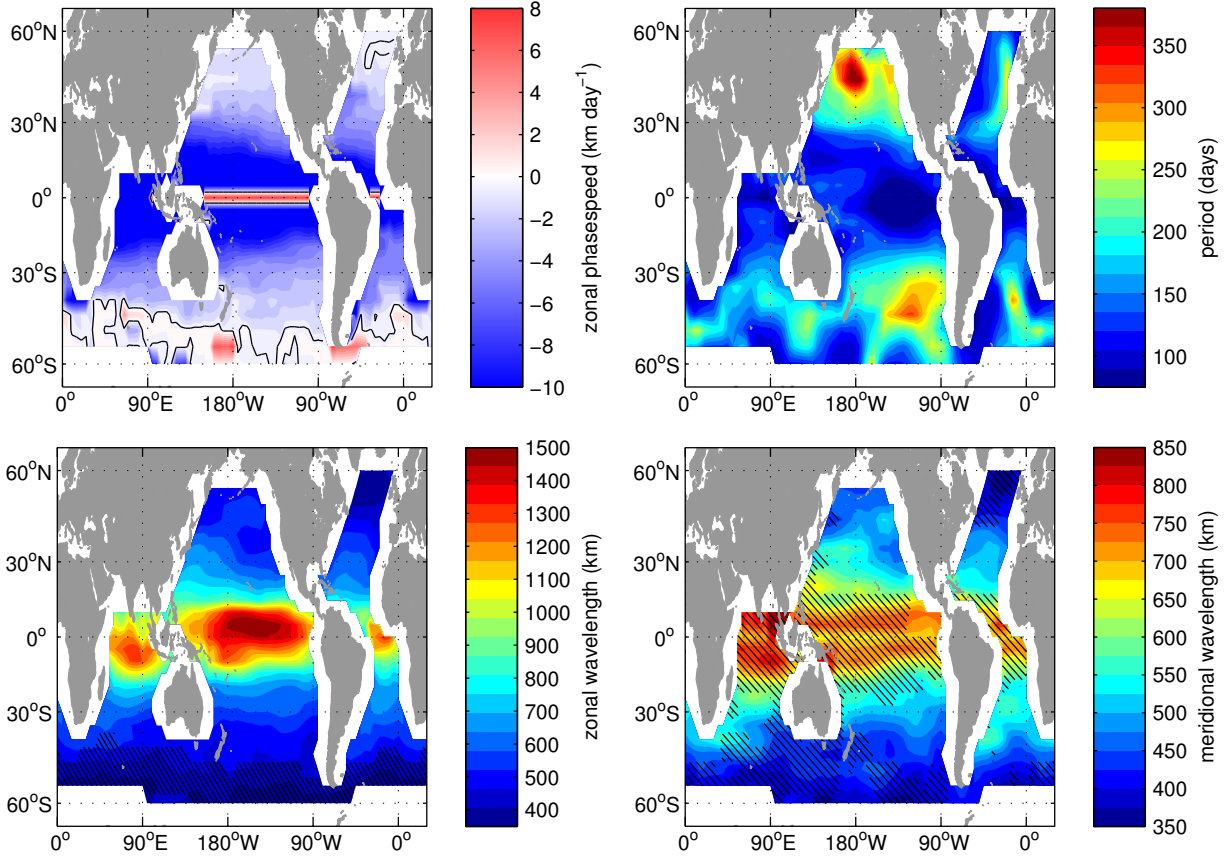 60°N
30°N
0°
30°S
60°S
0°
90°E
180°W
90°W
0°
8
6
4
2
0
−2
−4
−6
−8
−10
zonal phasespeed (km day⁻¹)
60°N
30°N
0°
30°S
60°S
0°
90°E
180°W
90°W
0°
350
300
250
200
150
100
period (days)
60°N
30°N
0°
30°S
60°S
0°
90°E
180°W
90°W
0°
1500
1400
1300
1200
1100
1000
900
800
700
600
500
400
zonal wavelength (km)
60°N
30°N
0°
30°S
60°S
0°
90°E
180°W
90°W
0°
850
800
750
700
650
600
550
500
450
400
350
meridional wavelength (km)